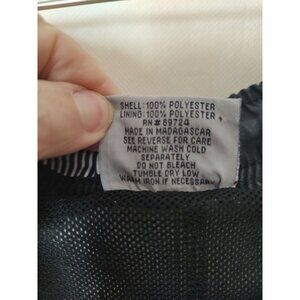 SHELL: 100% POLYESTER
LINING: 100% POLYESTER
RN# 89724
MADE IN MADAGASCAR
SEE REVERSE FOR CARE
MACHINE WASH COLD
SEPARATELY
DO NOT BLEACH
TUMBLE DRY LOW
WARM IRON IF NECESSARY